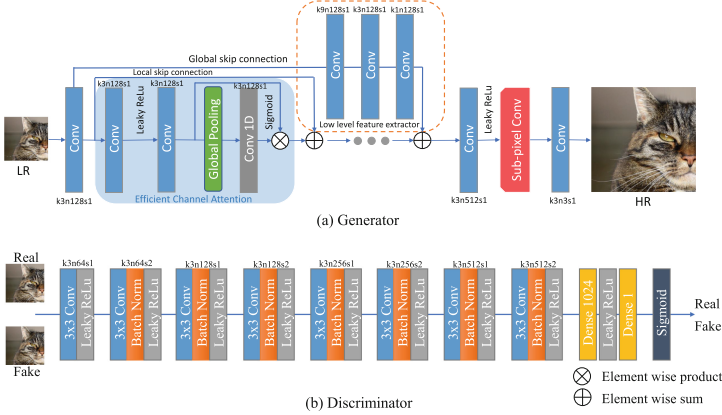 k9n128s1 k3n128s1 k1n128s1
Conv Conv Conv
Global skip connection
Local skip connection
k3n128s1 k3n128s1 k3n128s1
Low level feature extractor
LR
Conv
k3n128s1
Conv
Leaky ReLu
Conv
Global Pooling
Conv 1D
Sigmoid
Efficient Channel Attention
Conv
k3n512s1
Leaky ReLu
Sub-pixel Conv
Conv
k3n3s1
HR
(a) Generator
Real
Fake
k3n64s1 k3n64s2 k3n128s1 k3n128s2 k3n256s1 k3n256s2 k3n512s1 k3n512s2
3x3 Conv Leaky ReLu
3x3 Conv Batch Norm Leaky ReLu
3x3 Conv Batch Norm Leaky ReLu
3x3 Conv Batch Norm Leaky ReLu
3x3 Conv Batch Norm Leaky ReLu
3x3 Conv Batch Norm Leaky ReLu
3x3 Conv Batch Norm Leaky ReLu
3x3 Conv Batch Norm Leaky ReLu
Dense 1024 Leaky ReLu Dense 1
Sigmoid
Real
Fake
Element wise product
Element wise sum
(b) Discriminator